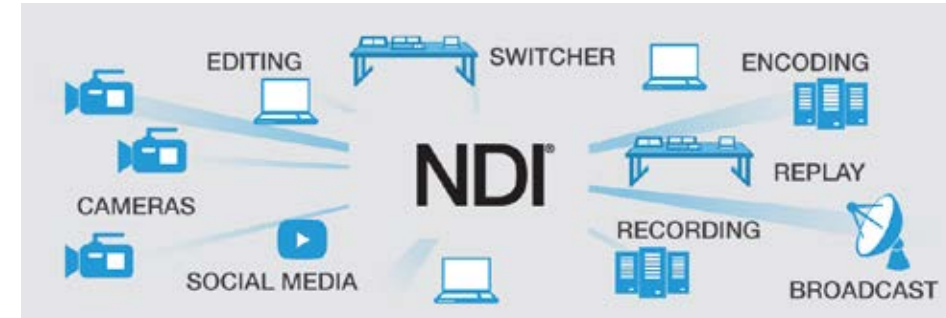 EDITING
SWITCHER
ENCODING
NDI®
CAMERAS
REPLAY
SOCIAL MEDIA
RECORDING
BROADCAST